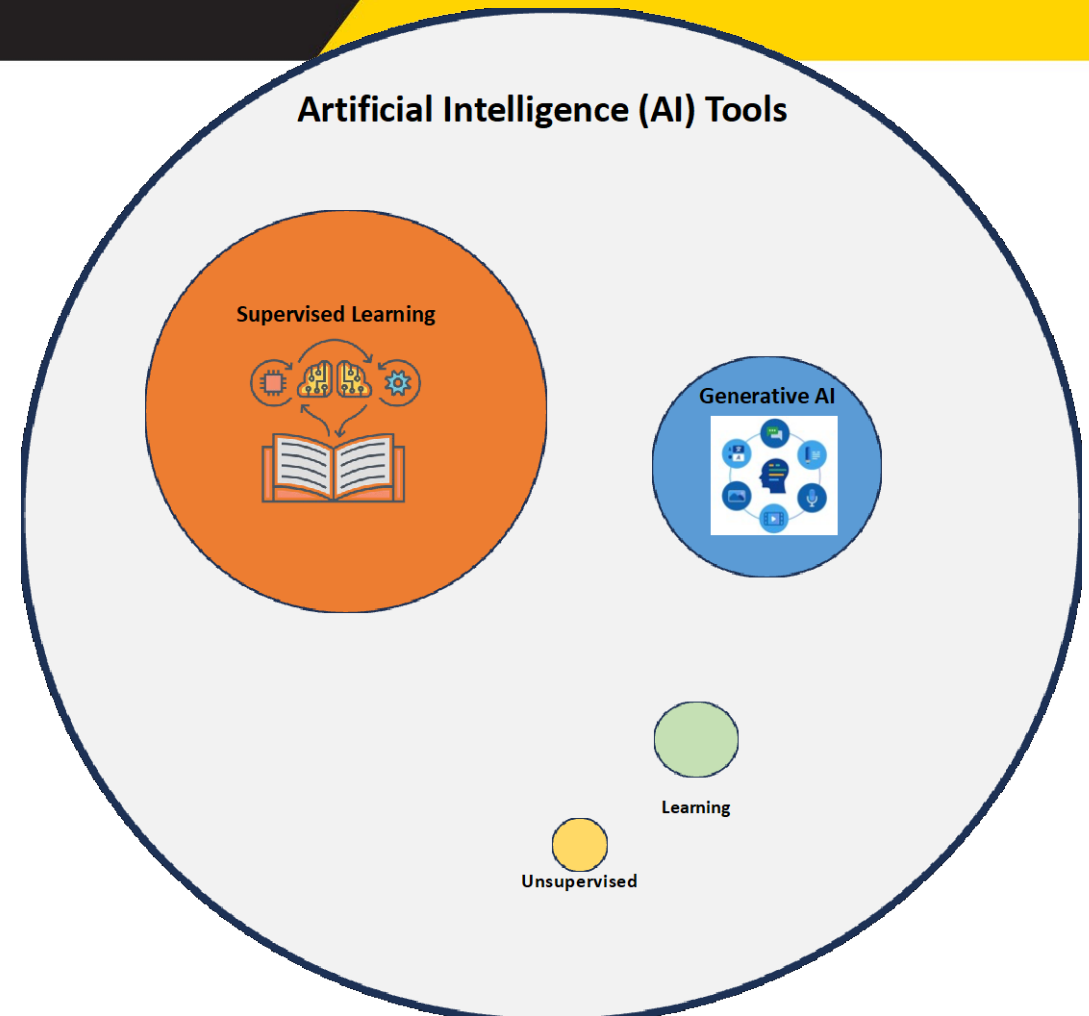 Artificial Intelligence (AI) Tools
Supervised Learning
Generative AI
Learning
Unsupervised